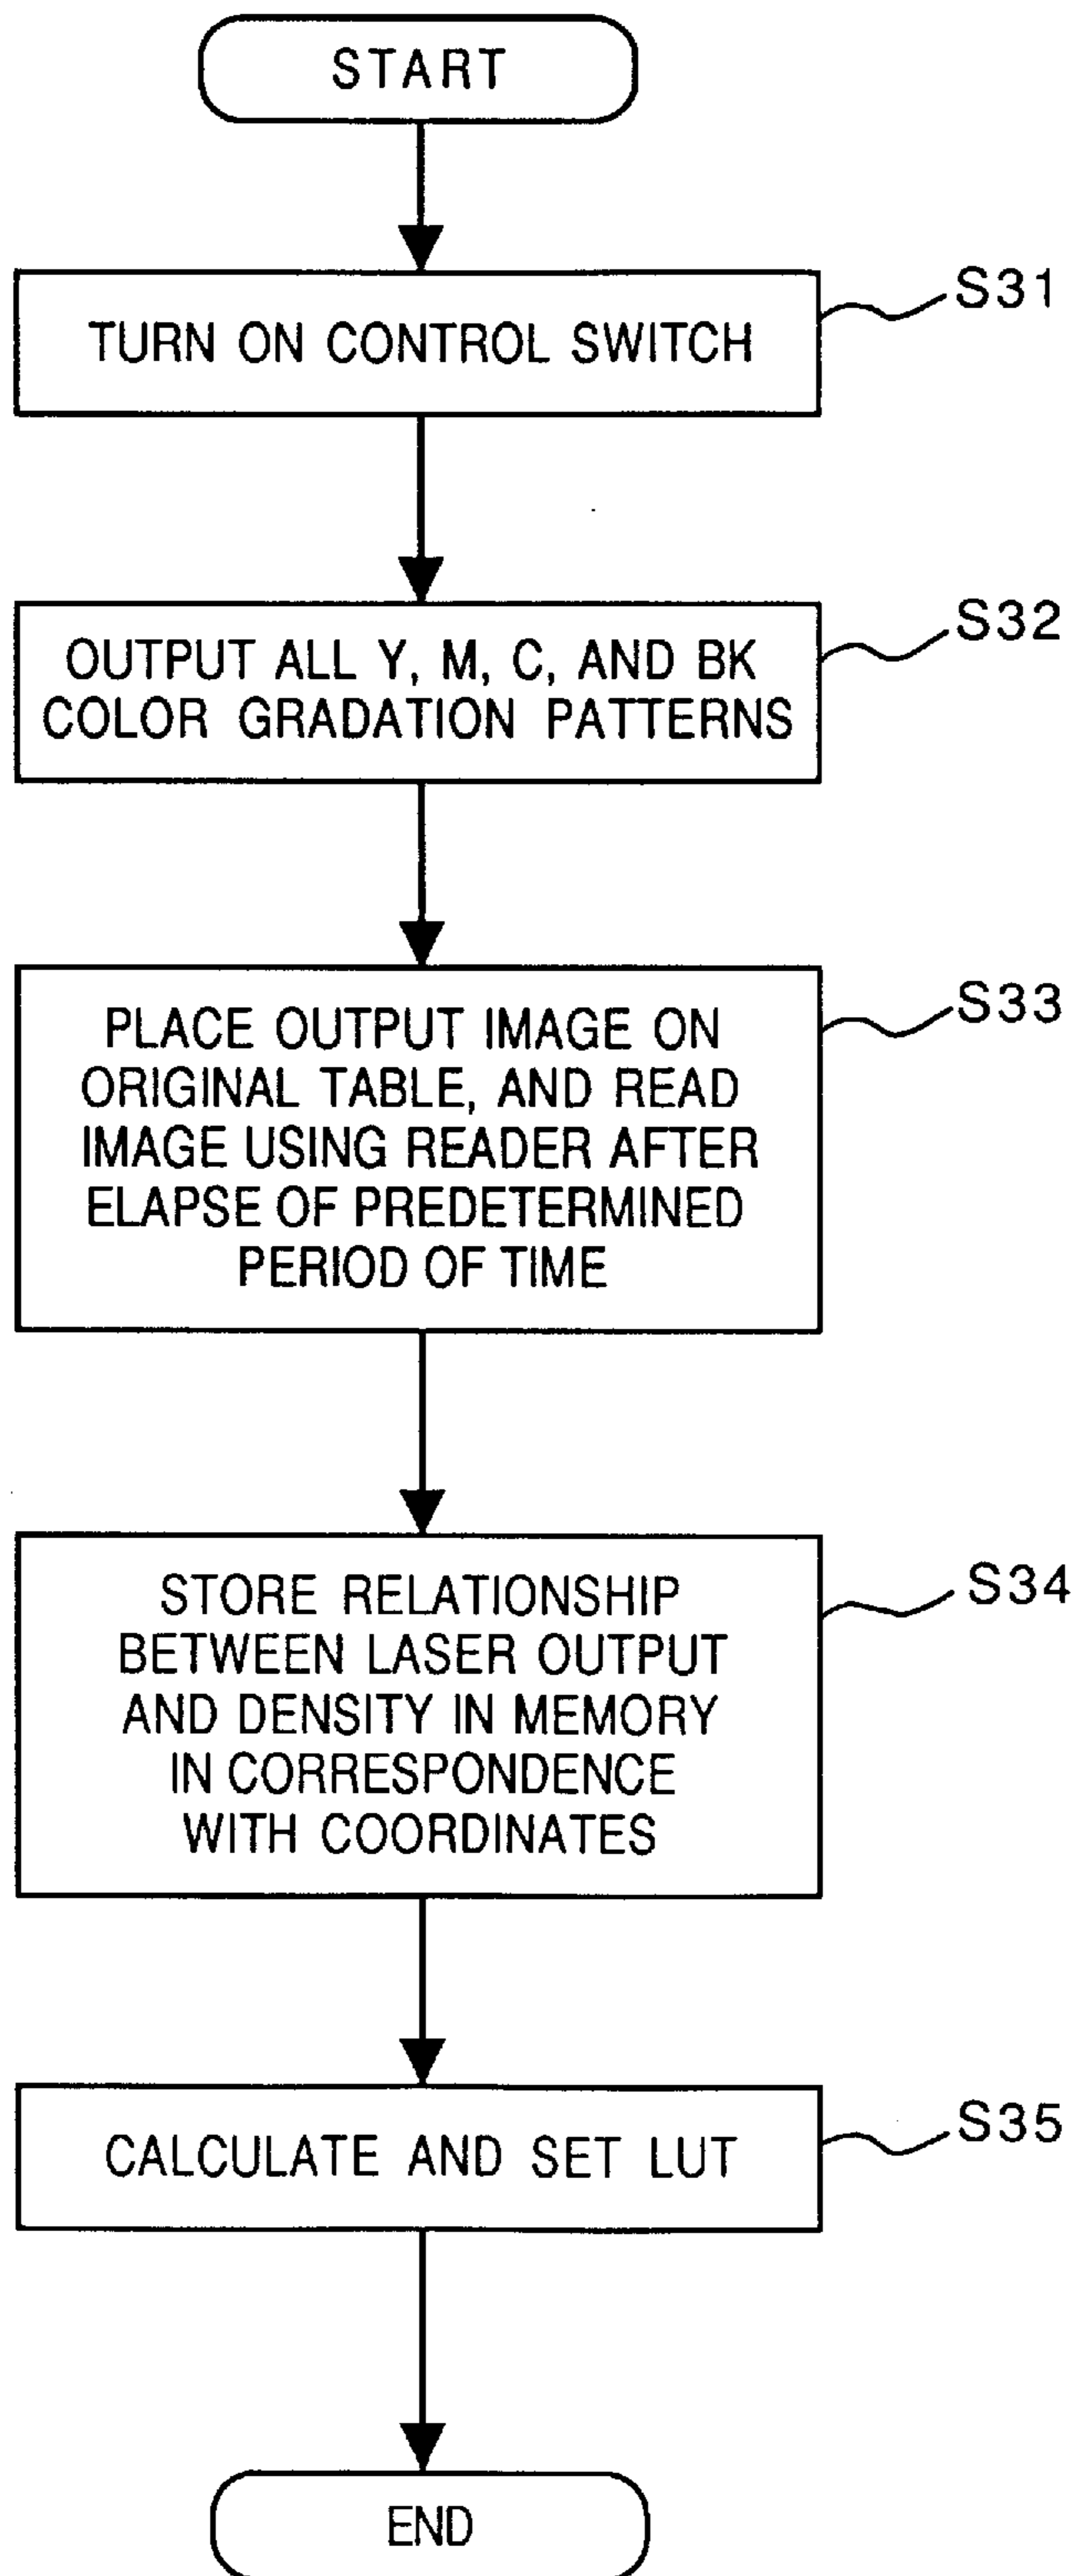 START
S31
TURN ON CONTROL SWITCH
S32
OUTPUT ALL Y, M, C, AND BK
COLOR GRADATION PATTERNS
S33
PLACE OUTPUT IMAGE ON
ORIGINAL TABLE, AND READ
IMAGE USING READER AFTER
ELAPSE OF PREDETERMINED
PERIOD OF TIME
S34
STORE RELATIONSHIP
BETWEEN LASER OUTPUT
AND DENSITY IN MEMORY
IN CORRESPONDENCE
WITH COORDINATES
S35
CALCULATE AND SET LUT
END